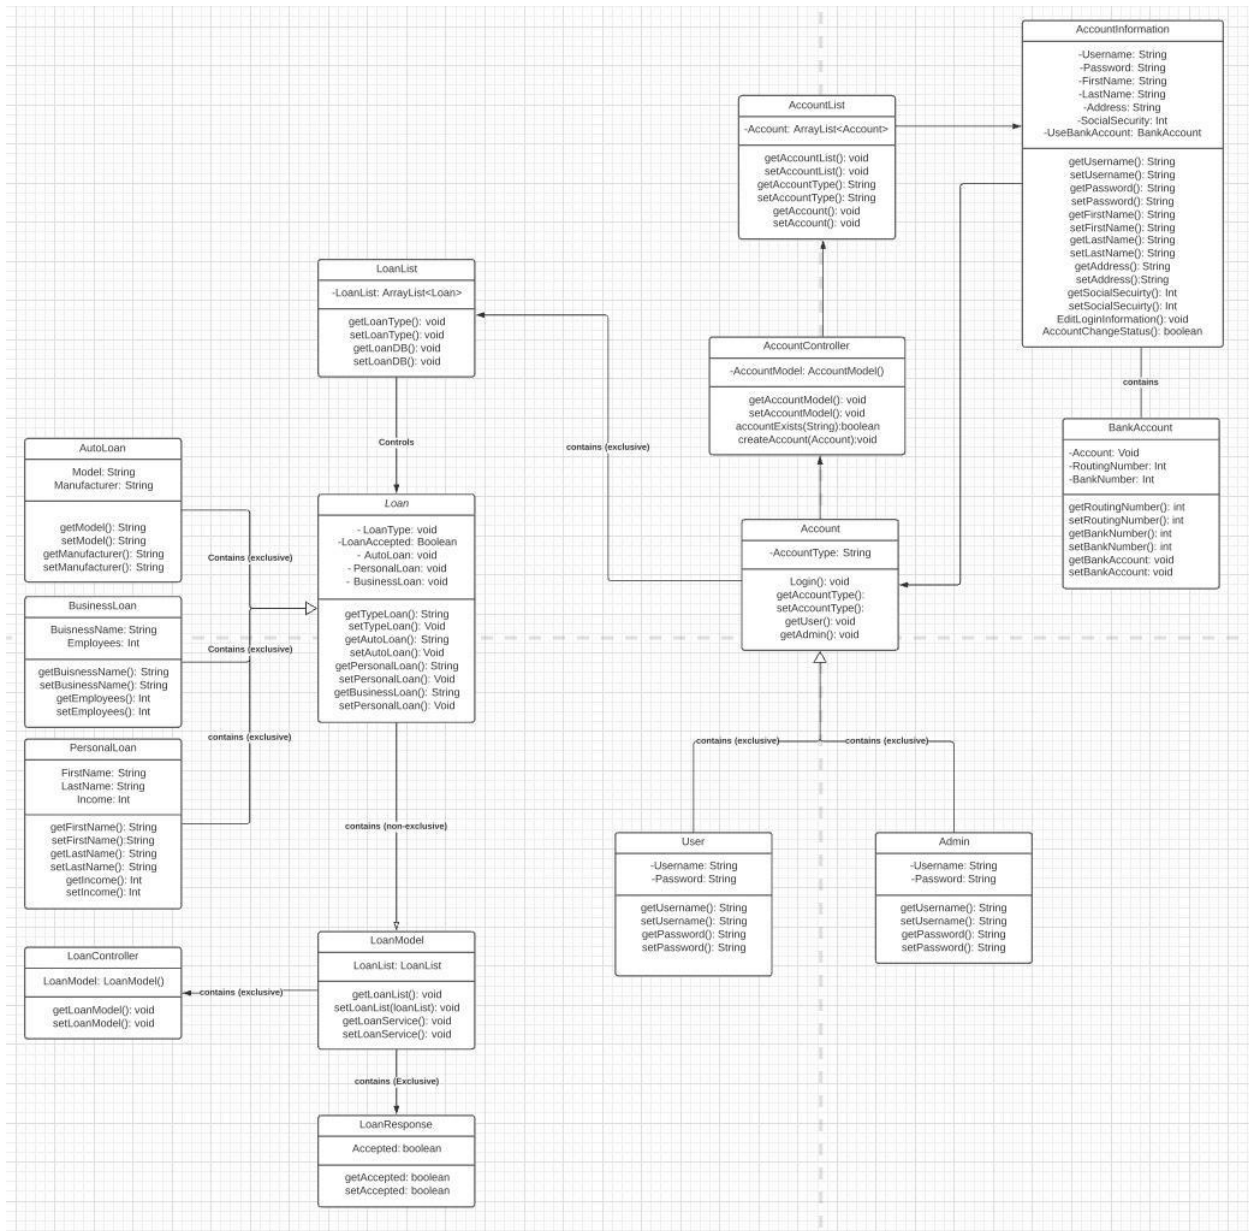 AccountInformation
-Username: String
-Password: String
-FirstName: String
-LastName: String
-Address: String
-SocialSecurity: Int
-UseBankAccount: BankAccount
getUsername(): String
setUsername(): String
getPassword(): String
setPassword(): String
getFirstName(): String
setFirstName(): String
getLastName(): String
setLastName(): String
getAddress(): String
setAddress():String
getSocialSecuirty(): Int
setSocialSecuirty(): Int
EditLoginInformation(): void
AccountChangeStatus(): boolean
AccountList
-Account: ArrayList<Account>
getAccountList(): void
setAccountList(): void
getAccountType(): String
setAccountType(): String
getAccount(): void
setAccount(): void
LoanList
-LoanList: ArrayList<Loan>
getLoanType(): void
setLoanType(): void
getLoanDB(): void
setLoanDB(): void
AccountController
-AccountModel: AccountModel()
getAccountModel(): void
setAccountModel(): void
accountExists(String):boolean
createAccount(Account):void
contains
BankAccount
-Account: Void
-RoutingNumber: Int
-BankNumber: Int
getRoutingNumber(): int
setRoutingNumber(): int
getBankNumber(): int
setBankNumber(): int
getBankAccount: void
setBankAccount: void
Controls
contains (exclusive)
AutoLoan
Model: String
Manufacturer: String
getModel(): String
setModel(): String
getManufacturer(): String
setManufacturer(): String
Contains (exclusive)
Loan
- LoanType: void
-LoanAccepted: Boolean
- AutoLoan: void
- PersonalLoan: void
- BusinessLoan: void
getTypeLoan(): String
setTypeLoan(): Void
getAutoLoan(): String
setAutoLoan(): Void
getPersonalLoan(): String
setPersonalLoan(): Void
getBusinessLoan(): String
setPersonalLoan(): Void
Account
-AccountType: String
Login(): void
getAccountType():
setAccountType():
getUser(): void
getAdmin(): void
BusinessLoan
BuisnessName: String
Employees: Int
getBuisnessName(): String
setBusinessName(): String
getEmployees(): Int
setEmployees(): Int
Contains (exclusive)
PersonalLoan
FirstName: String
LastName: String
Income: Int
getFirstName(): String
setFirstName():String
getLastName(): String
setLastName(): String
getIncome(): Int
setIncome(): Int
contains (exclusive)
contains (exclusive)
contains (exclusive)
contains (non-exclusive)
User
-Username: String
-Password: String
getUsername(): String
setUsername(): String
getPassword(): String
setPassword(): String
Admin
-Username: String
-Password: String
getUsername(): String
setUsername(): String
getPassword(): String
setPassword(): String
LoanController
LoanModel: LoanModel()
getLoanModel(): void
setLoanModel(): void
contains (exclusive)
LoanModel
LoanList: LoanList
getLoanList(): void
setLoanList(loanList): void
getLoanService(): void
setLoanService(): void
contains (Exclusive)
LoanResponse
Accepted: boolean
getAccepted: boolean
setAccepted: boolean